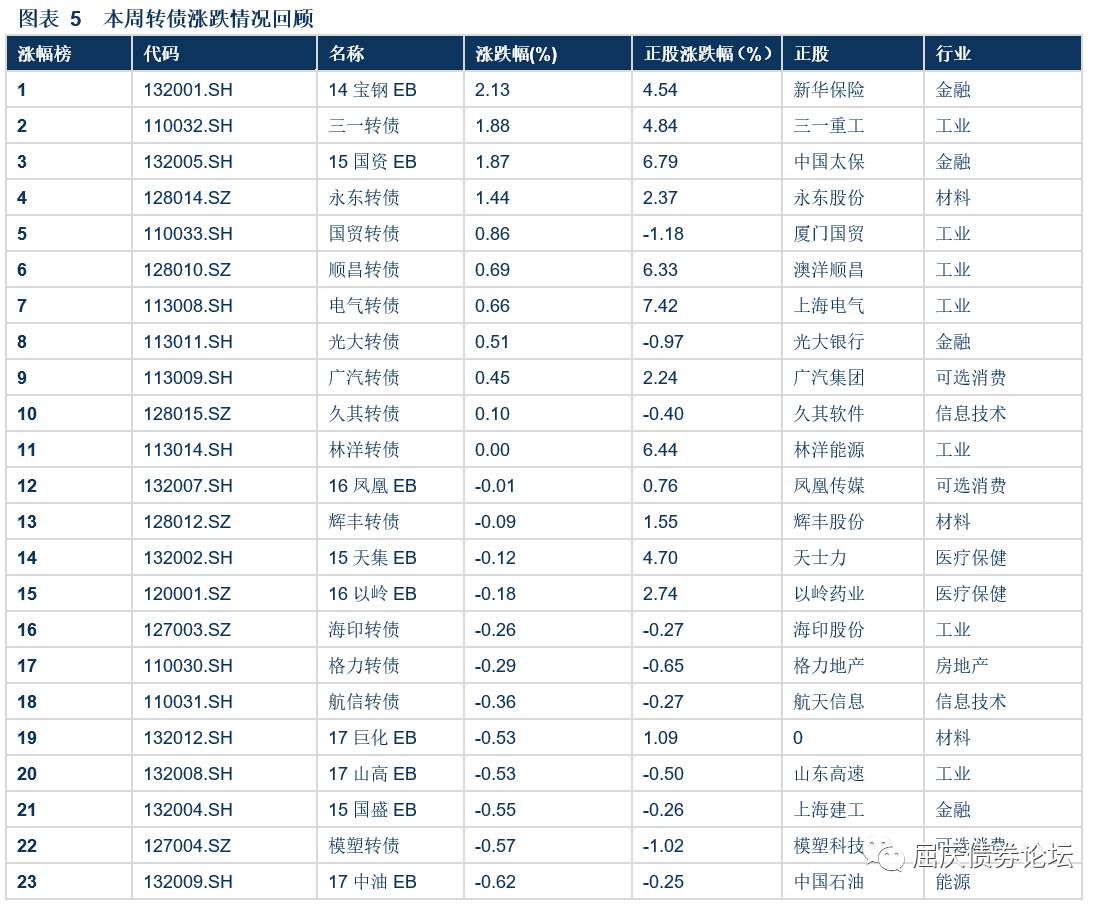 图表 5 本周转债涨跌情况回顾
涨幅榜 代码 名称 涨跌幅(%) 正股涨跌幅（%） 正股 行业
1 132001.SH 14 宝钢 EB 2.13 4.54 新华保险 金融
2 110032.SH 三一转债 1.88 4.84 三一重工 工业
3 132005.SH 15 国资 EB 1.87 6.79 中国太保 金融
4 128014.SZ 永东转债 1.44 2.37 永东股份 材料
5 110033.SH 国贸转债 0.86 -1.18 厦门国贸 工业
6 128010.SZ 顺昌转债 0.69 6.33 澳洋顺昌 工业
7 113008.SH 电气转债 0.66 7.42 上海电气 工业
8 113011.SH 光大转债 0.51 -0.97 光大银行 金融
9 113009.SH 广汽转债 0.45 2.24 广汽集团 可选消费
10 128015.SZ 久其转债 0.10 -0.40 久其软件 信息技术
11 113014.SH 林洋转债 0.00 6.44 林洋能源 工业
12 132007.SH 16 凤凰 EB -0.01 0.76 凤凰传媒 可选消费
13 128012.SZ 辉丰转债 -0.09 1.55 辉丰股份 材料
14 132002.SH 15 天集 EB -0.12 4.70 天士力 医疗保健
15 120001.SZ 16 以岭 EB -0.18 2.74 以岭药业 医疗保健
16 127003.SZ 海印转债 -0.26 -0.27 海印股份 工业
17 110030.SH 格力转债 -0.29 -0.65 格力地产 房地产
18 110031.SH 航信转债 -0.36 -0.27 航天信息 信息技术
19 132012.SH 17 巨化 EB -0.53 1.09 0 材料
20 132008.SH 17 山高 EB -0.53 -0.50 山东高速 工业
21 132004.SH 15 国盛 EB -0.55 -0.26 上海建工 金融
22 127004.SZ 模塑转债 -0.57 -1.02 模塑科技 可选消费
屈庆债券论坛
23 132009.SH 17 中油 EB -0.62 -0.25 中国石油 能源